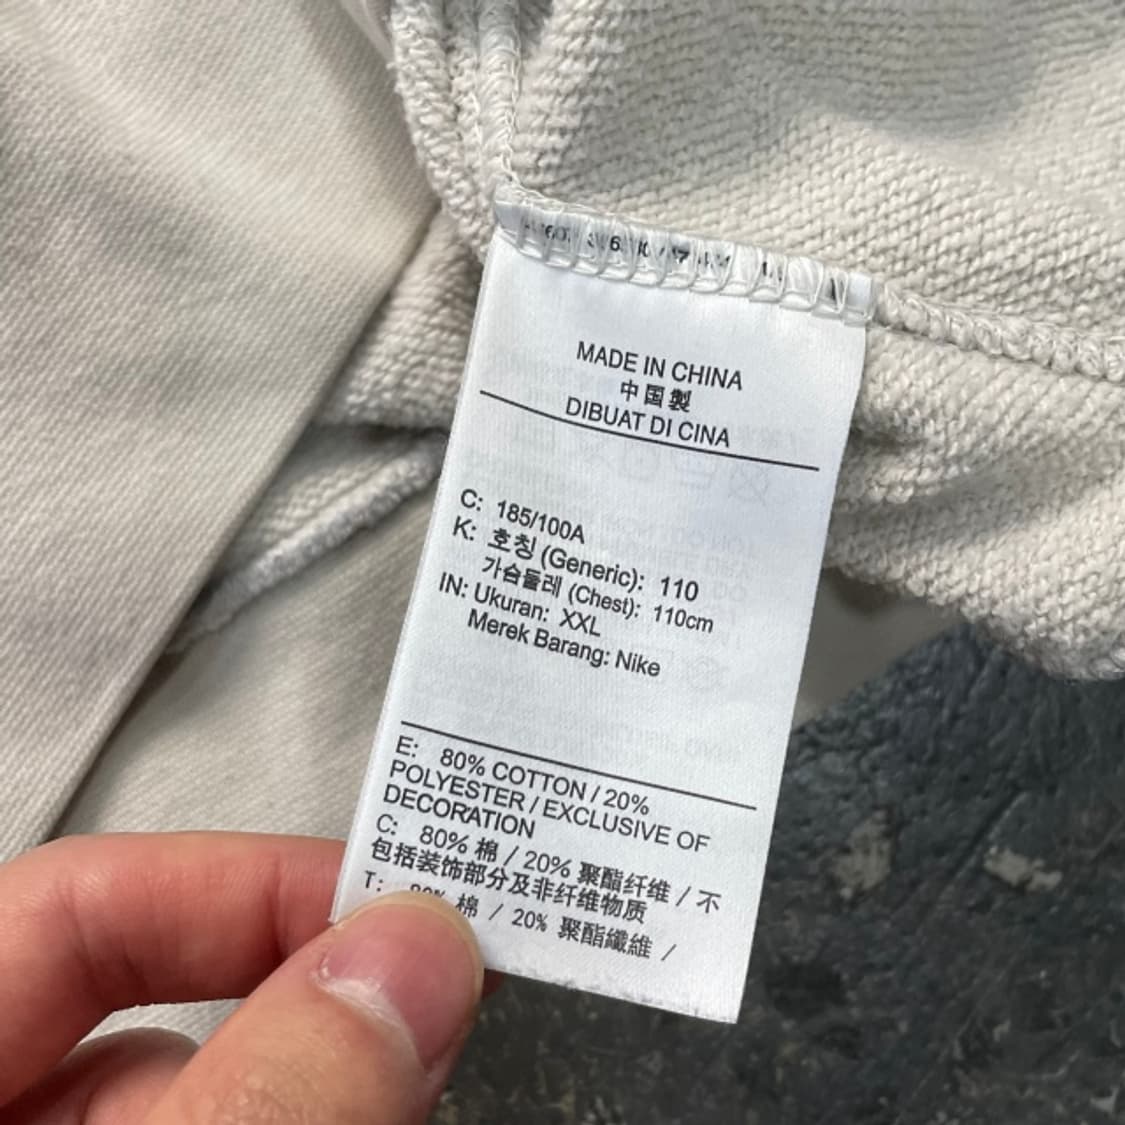 MADE IN CHINA
中国製
DIBUAT DI CINA
C: 185/100A
K: 호칭 (Generic): 110
가슴둘레 (Chest): 110cm
IN: Ukuran: XXL
Merek Barang: Nike
E: 80% COTTON / 20%
POLYESTER / EXCLUSIVE OF
DECORATION
C: 80% 棉 / 20% 聚酯纤维 / 不
包括装饰部分及非纤维物质
T: 80% 棉 / 20% 聚酯纖維 /